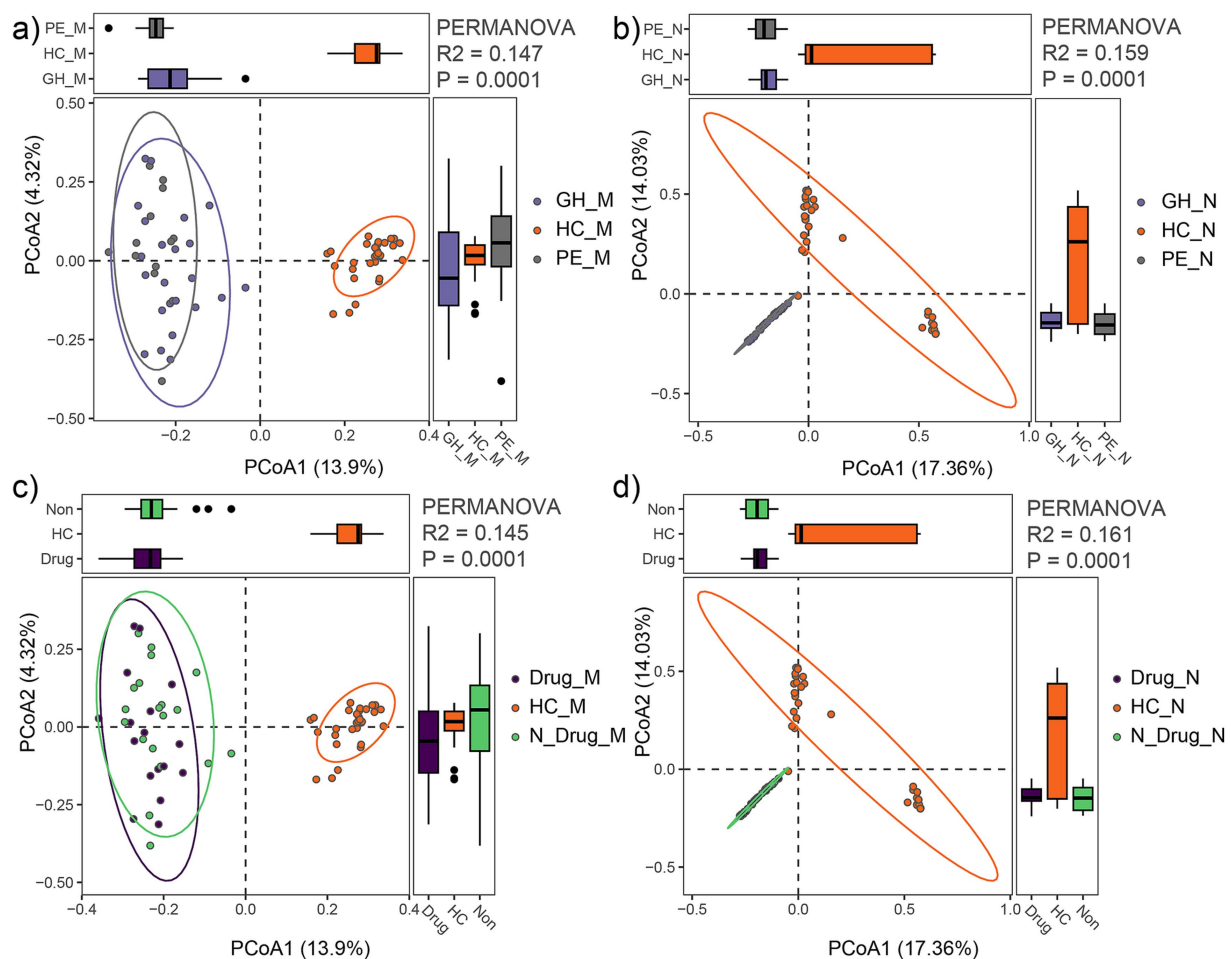 a)
PE_M
HC_M
GH_M
PERMANOVA
R2 = 0.147
P = 0.0001
0.50
0.25
0.00
−0.25
−0.50
PCoA2 (4.32%)
−0.2
0.0
0.2
0.4
PCoA1 (13.9%)
GH_M
HC_M
PE_M
GH_M
HC_M
PE_M
b)
PE_N
HC_N
GH_N
PERMANOVA
R2 = 0.159
P = 0.0001
0.5
0.0
−0.5
PCoA2 (14.03%)
−0.5
0.0
0.5
1.0
PCoA1 (17.36%)
GH_N
HC_N
PE_N
GH_N
HC_N
PE_N
c)
Non
HC
Drug
PERMANOVA
R2 = 0.145
P = 0.0001
0.25
0.00
−0.25
−0.50
PCoA2 (4.32%)
−0.4
−0.2
0.0
0.2
0.4
PCoA1 (13.9%)
Drug
HC
Non
Drug_M
HC_M
N_Drug_M
d)
Non
HC
Drug
PERMANOVA
R2 = 0.161
P = 0.0001
0.5
0.0
−0.5
PCoA2 (14.03%)
−0.5
0.0
0.5
1.0
PCoA1 (17.36%)
Drug
HC
Non
Drug_N
HC_N
N_Drug_N